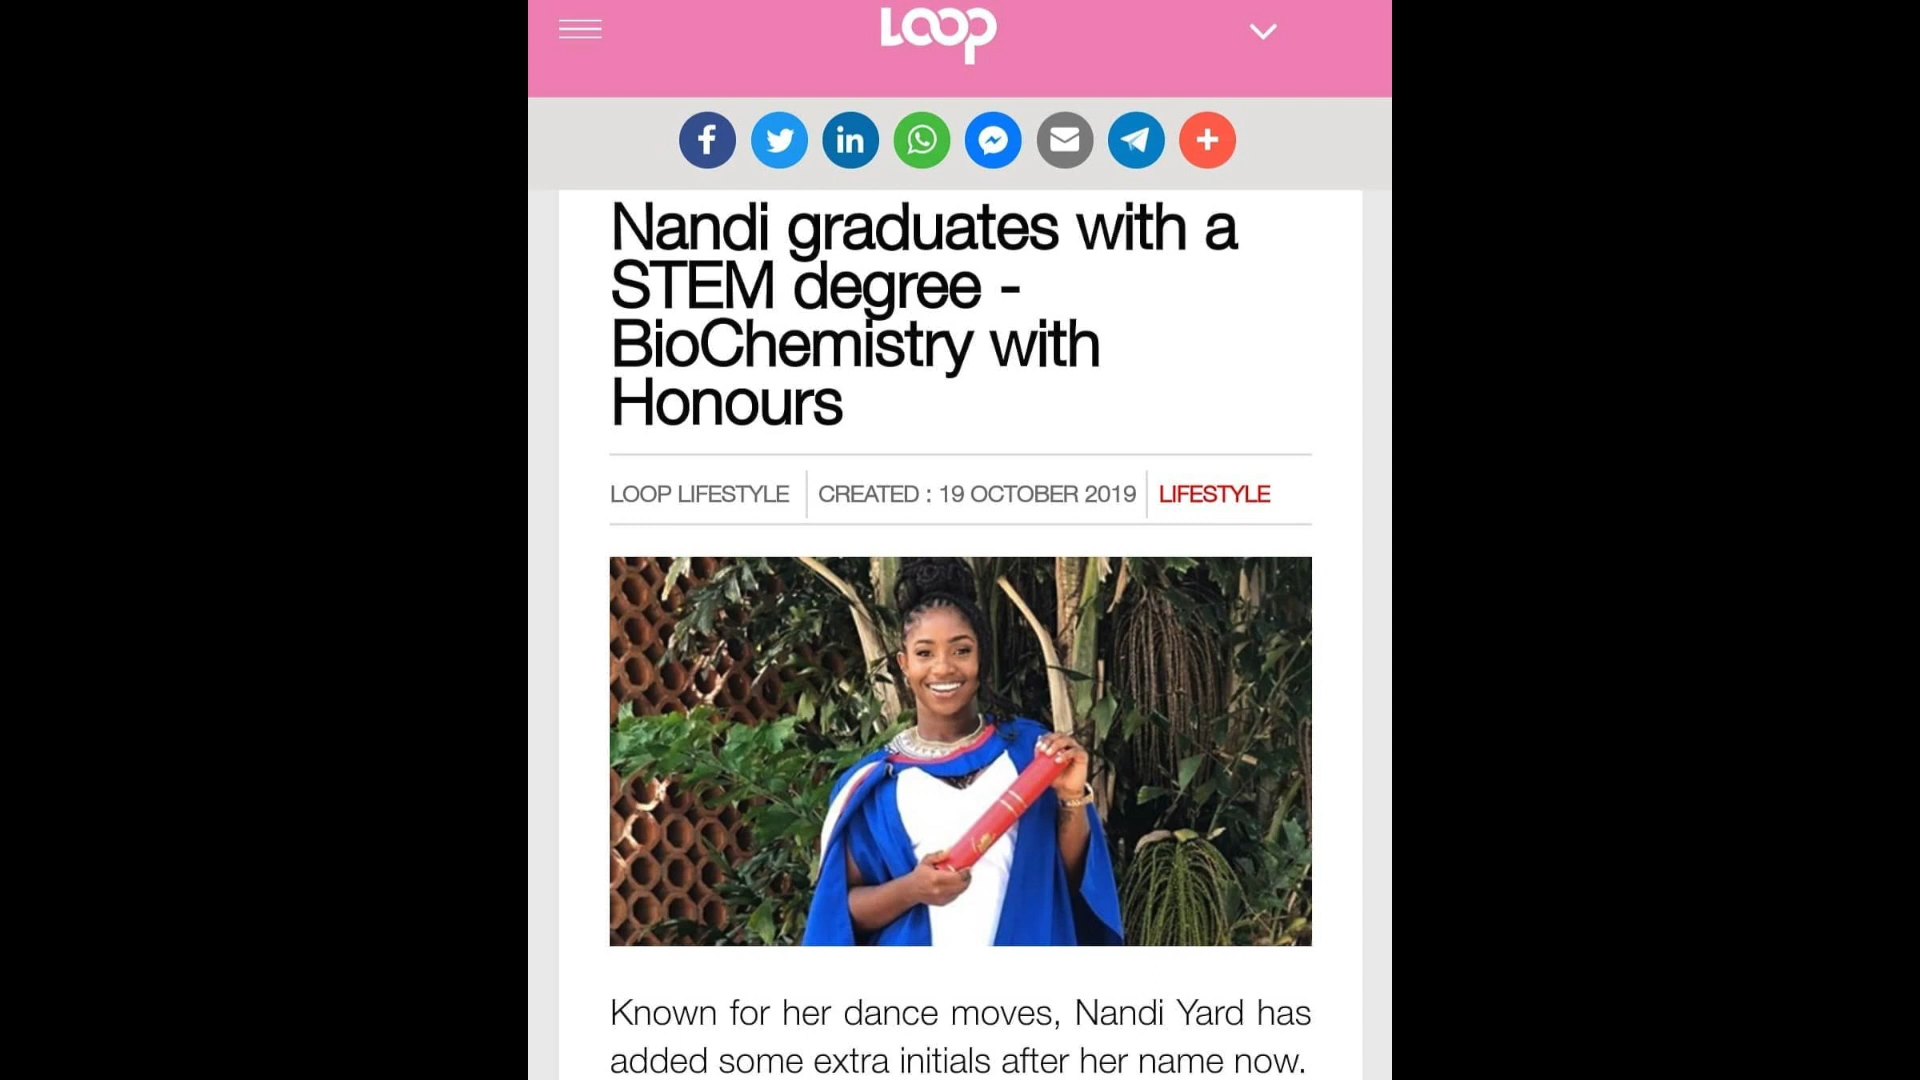 Loop
Nandi graduates with a
STEM degree -
BioChemistry with
Honours
LOOP LIFESTYLE
CREATED : 19 OCTOBER 2019
LIFESTYLE
Known for her dance moves, Nandi Yard has
added some extra initials after her name now.